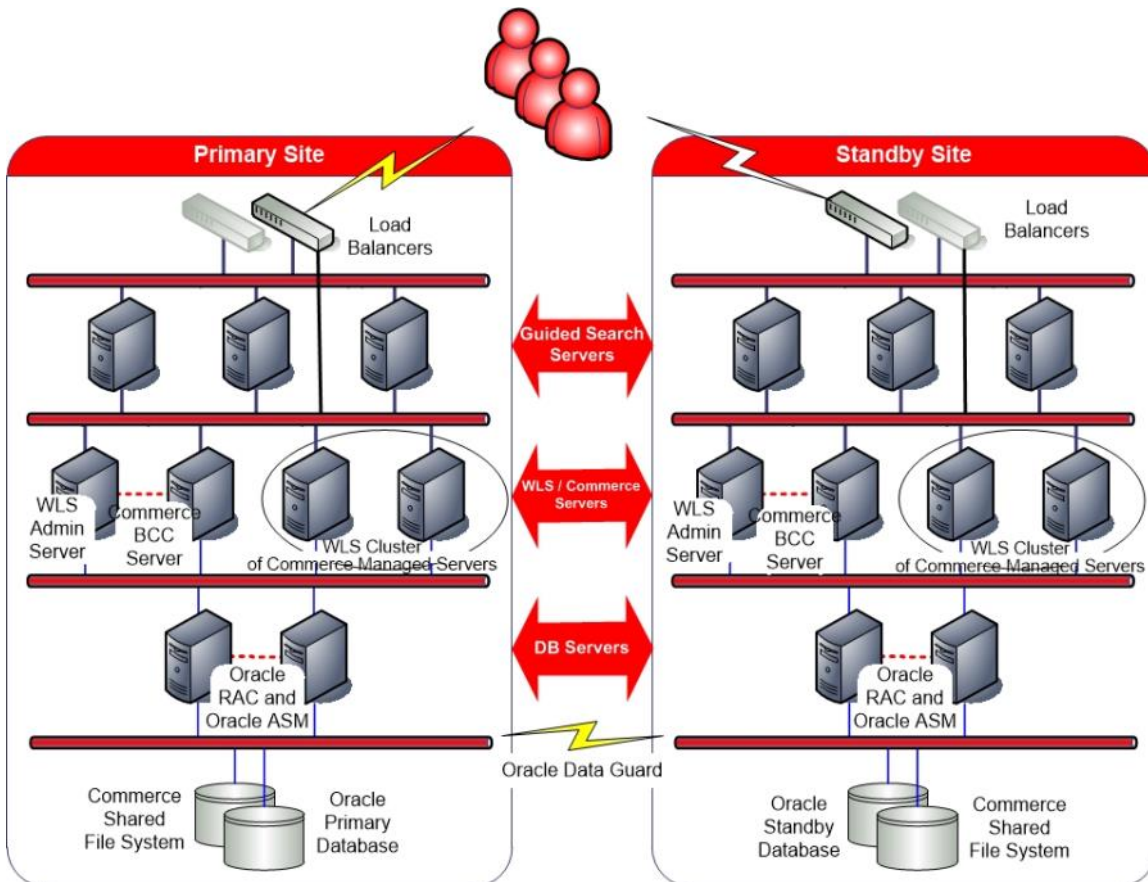 Primary Site
Standby Site
Load
Balancers
Load
Balancers
Guided Search
Servers
WLS
Admin
Server
Commerce
BCC
Server
WLS Cluster
of Commerce Managed Servers
WLS / Commerce
Servers
WLS
Admin
Server
Commerce
BCC
Server
WLS Cluster
of Commerce Managed Servers
Oracle
RAC and
Oracle ASM
DB Servers
Oracle
RAC and
Oracle ASM
Oracle Data Guard
Commerce
Shared
File System
Oracle
Primary
Database
Oracle
Standby
Database
Commerce
Shared
File System